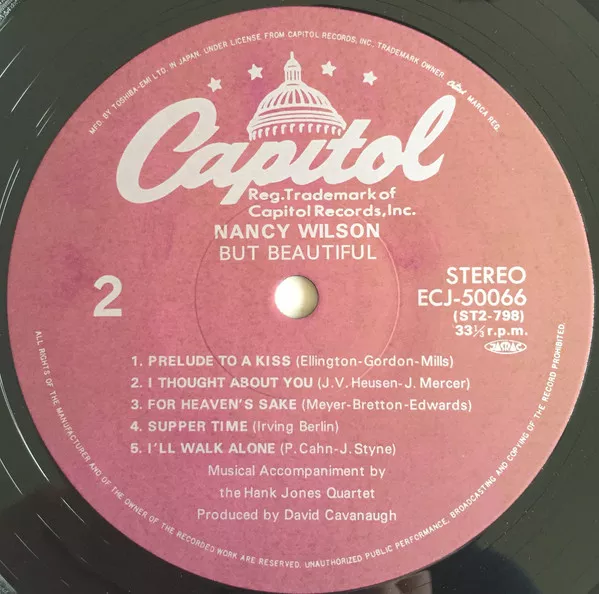 MFD. BY TOSHIBA-EMI LTD. IN JAPAN. UNDER LICENSE FROM CAPITOL RECORDS, INC. TRADEMARK OWNER. Capitol MARCA REG.
Capitol
Reg.Trademark of
Capitol Records,Inc.
NANCY WILSON
BUT BEAUTIFUL
2
STEREO
ECJ-50066
(ST2-798)
33⅓ r.p.m.
JASRAC
1. PRELUDE TO A KISS (Ellington-Gordon-Mills)
2. I THOUGHT ABOUT YOU (J.V. Heusen-J. Mercer)
3. FOR HEAVEN'S SAKE (Meyer-Bretton-Edwards)
4. SUPPER TIME (Irving Berlin)
5. I'LL WALK ALONE (P. Cahn-J. Styne)
Musical Accompaniment by
the Hank Jones Quartet
Produced by David Cavanaugh
ALL RIGHTS OF THE MANUFACTURER AND OF THE OWNER OF THE RECORDED WORK ARE RESERVED. UNAUTHORIZED PUBLIC PERFORMANCE, BROADCASTING AND COPYING OF THE RECORD PROHIBITED.